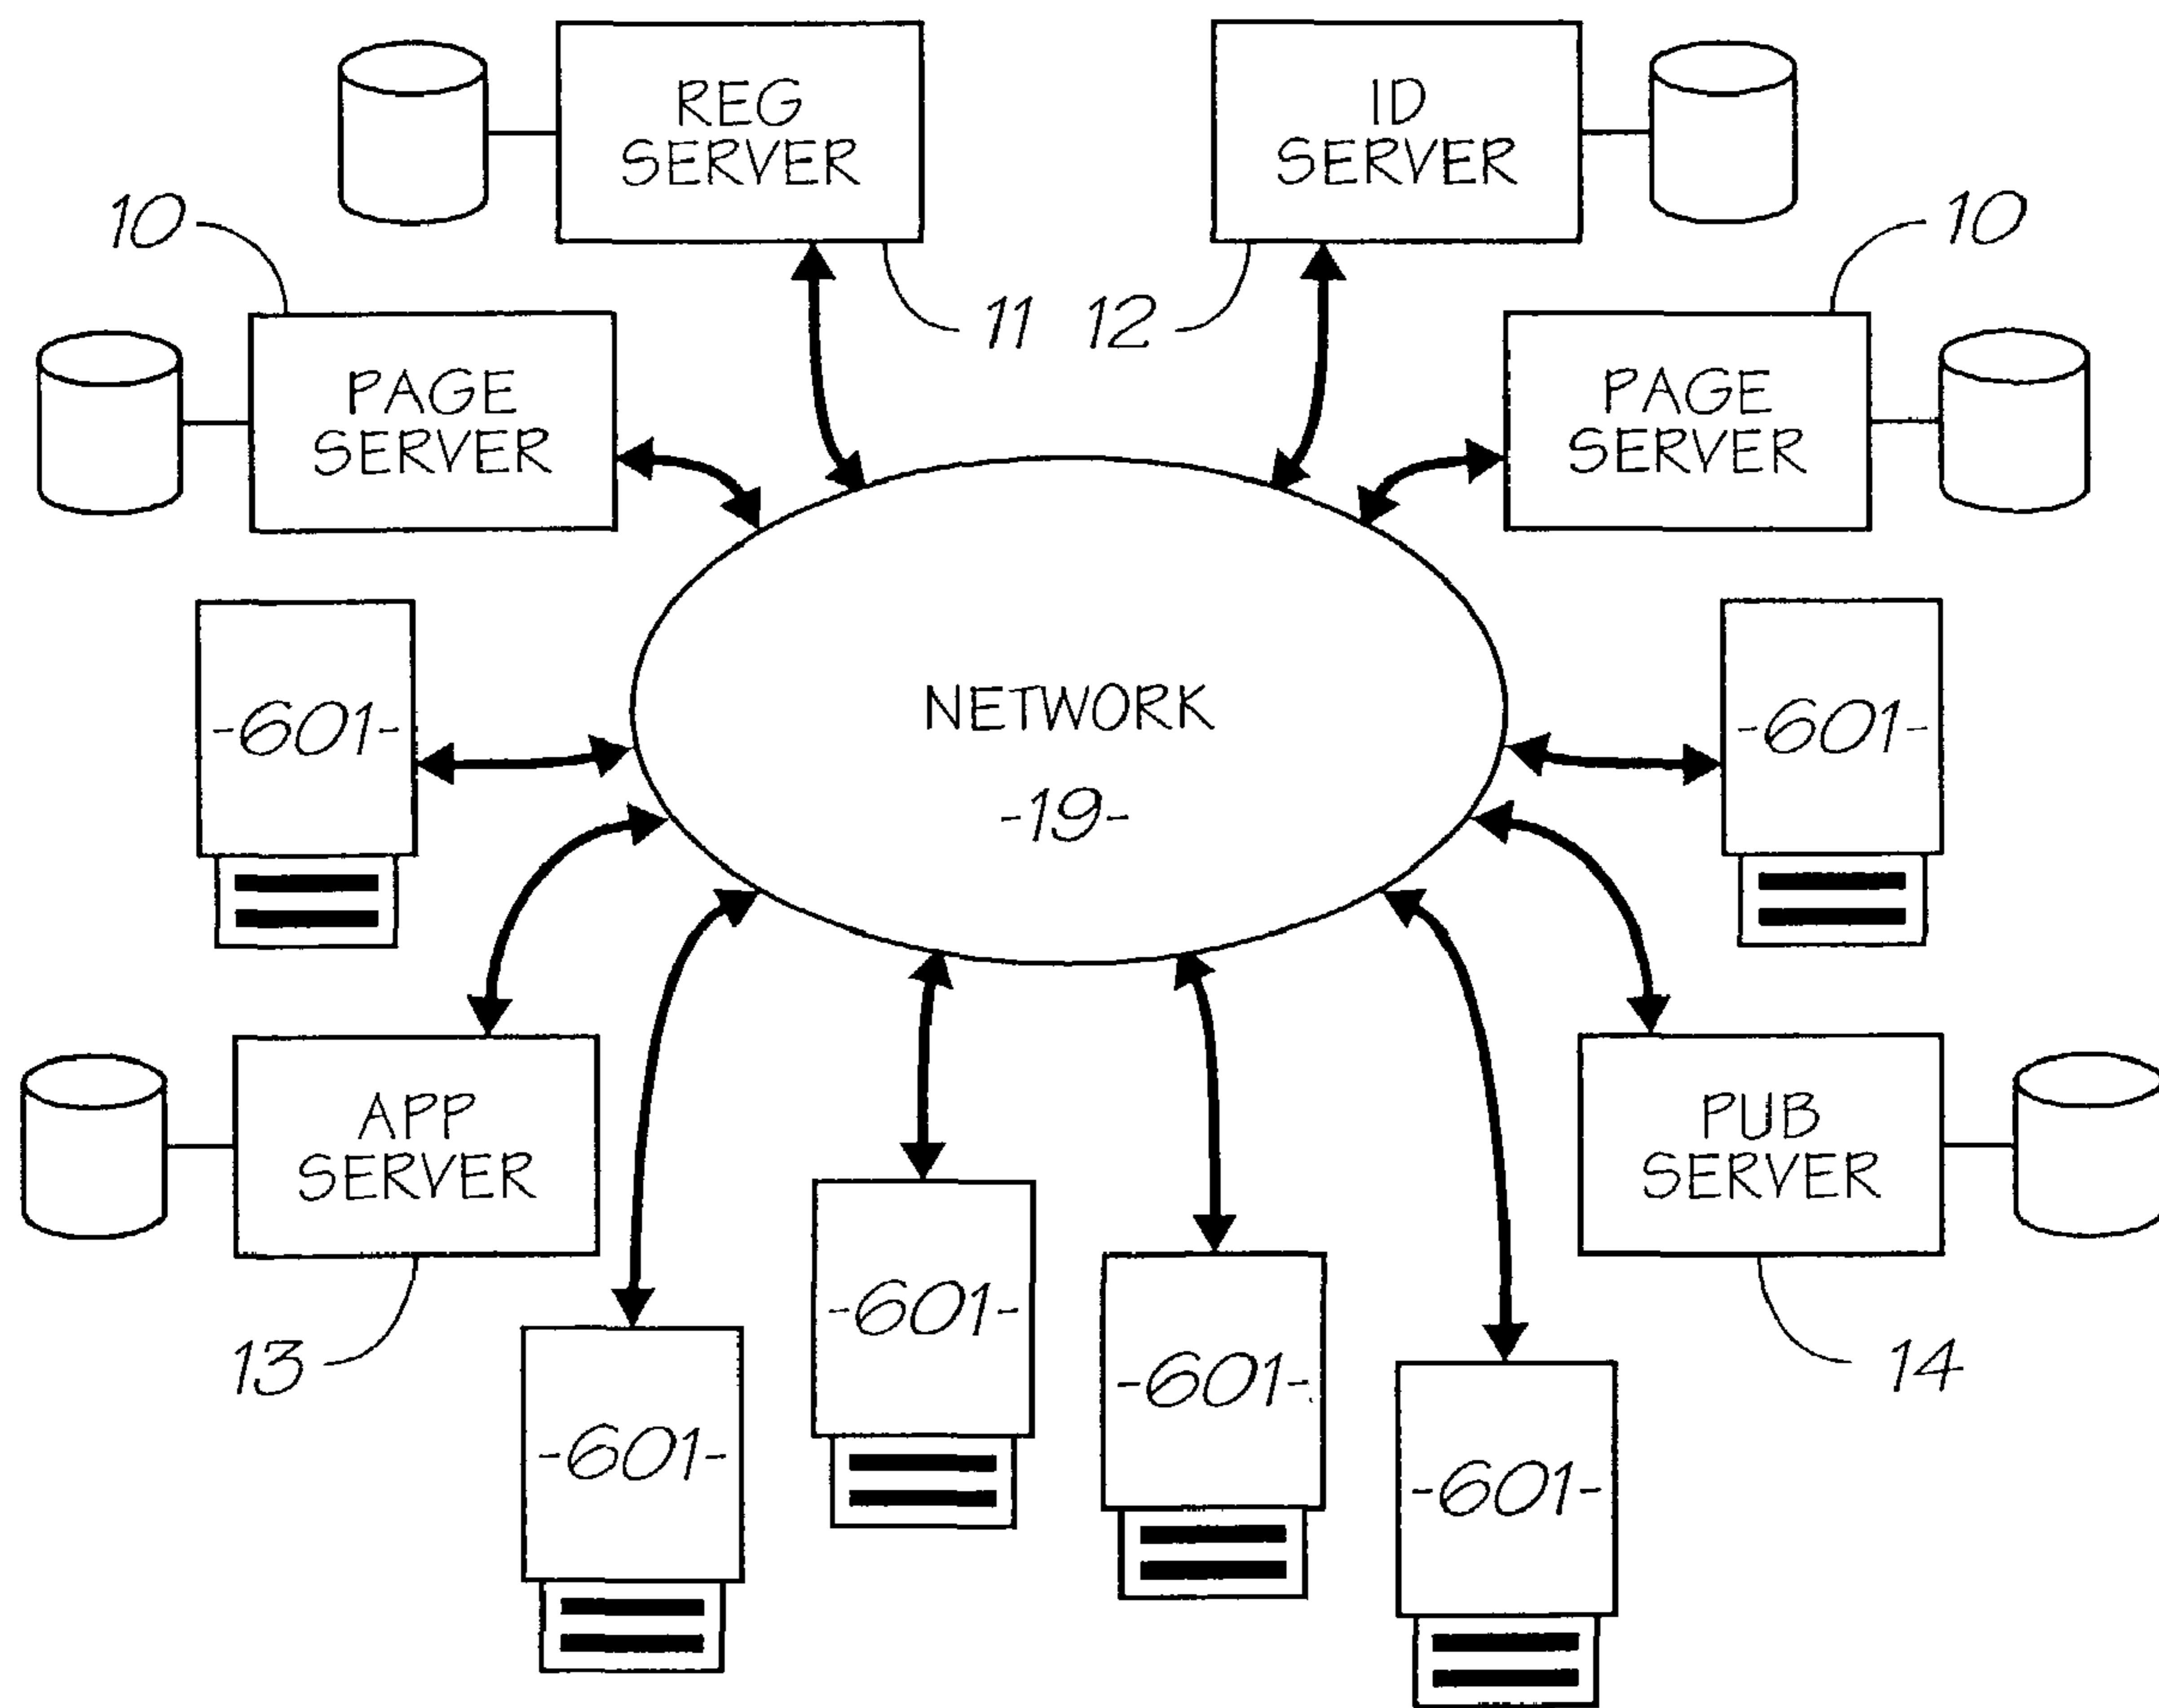 REG
SERVER
ID
SERVER
10
10
11
12
PAGE
SERVER
PAGE
SERVER
NETWORK
-19-
-601-
-601-
APP
SERVER
PUB
SERVER
-601-
-601-
13
14
-601-
-601-